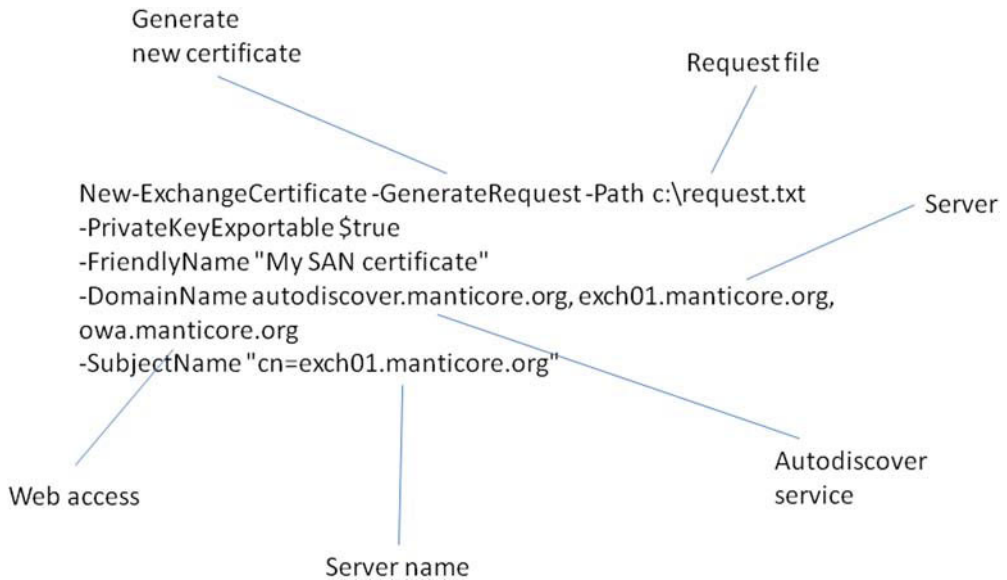 Generate
new certificate
Request file
New-ExchangeCertificate -GenerateRequest -Path c:\request.txt
-PrivateKeyExportable $true
Server
-FriendlyName "My SAN certificate"
-DomainName autodiscover.manticore.org, exch01.manticore.org,
owa.manticore.org
-SubjectName "cn=exch01.manticore.org"
Autodiscover
service
Web access
Server name